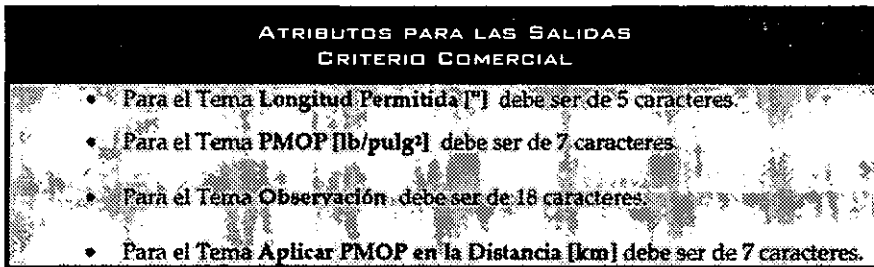 ATRIBUTOS PARA LAS SALIDAS
CRITERIO COMERCIAL
• Para el Tema Longitud Permitida ["] debe ser de 5 caracteres.
• Para el Tema PMOP [lb/pulg²] debe ser de 7 caracteres.
• Para el Tema Observación debe ser de 18 caracteres.
• Para el Tema Aplicar PMOP en la Distancia [km] debe ser de 7 caracteres.